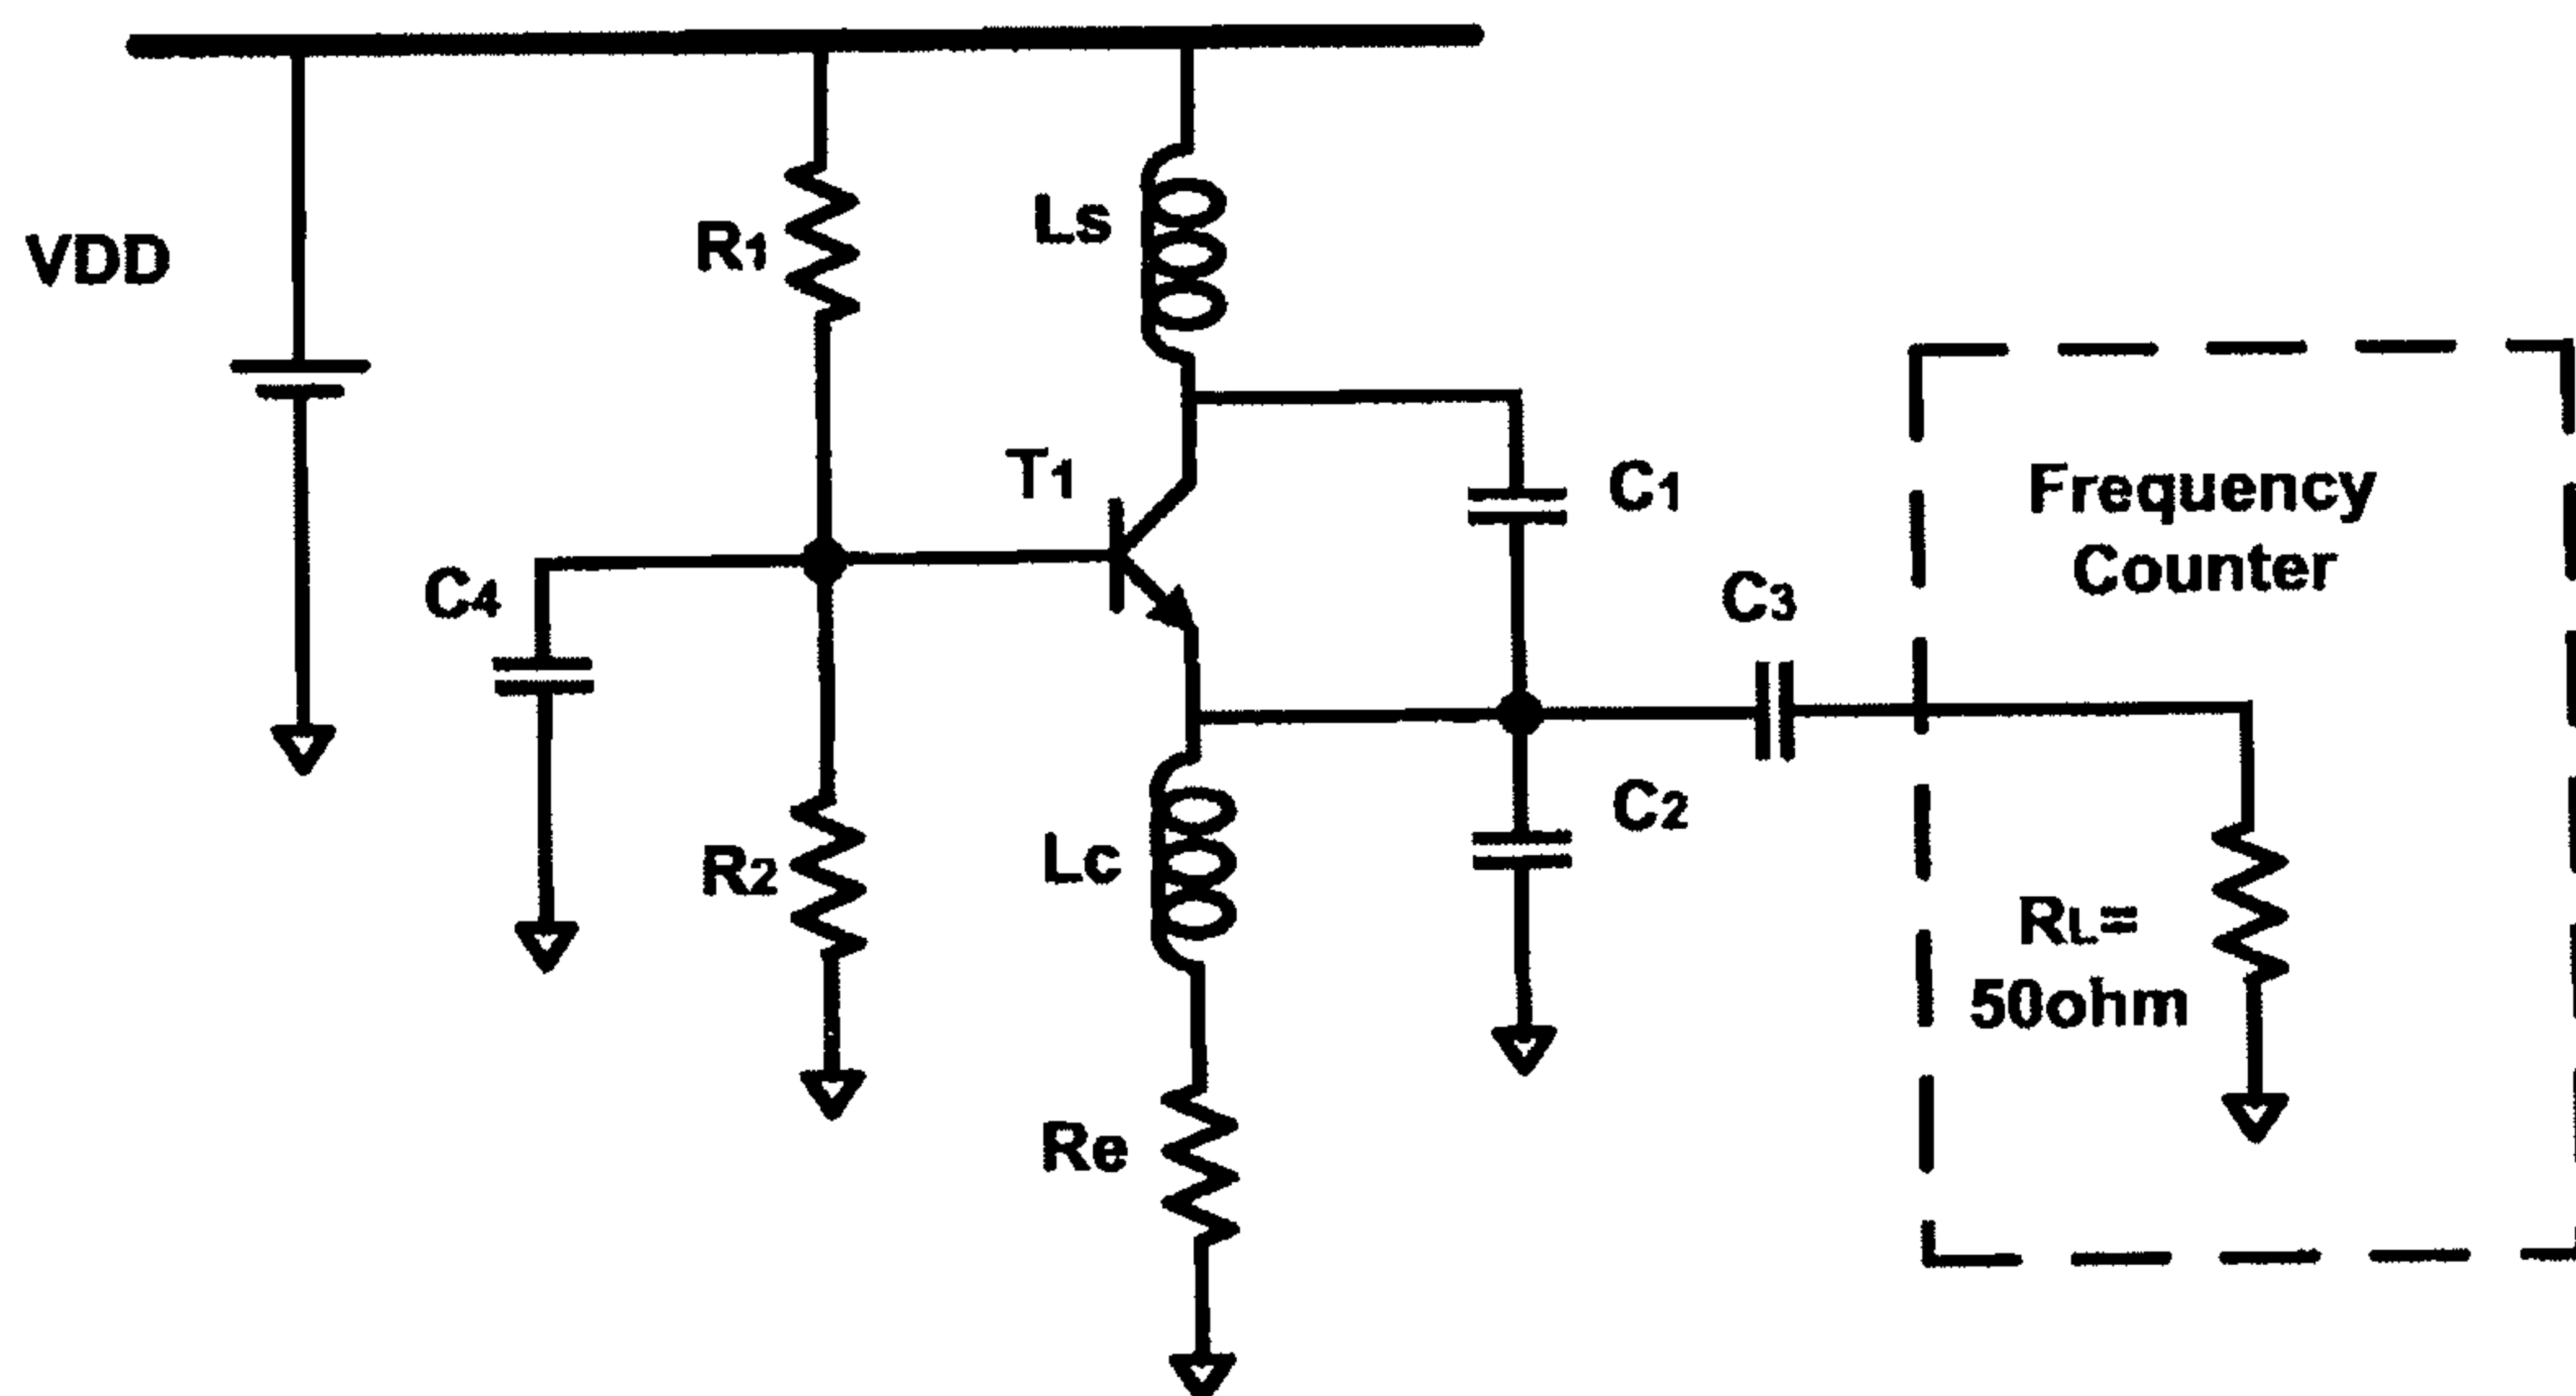 VDD
R1
Ls
T1
C1
Frequency
Counter
C4
C3
C2
R2
Lc
RL=
50ohm
Re